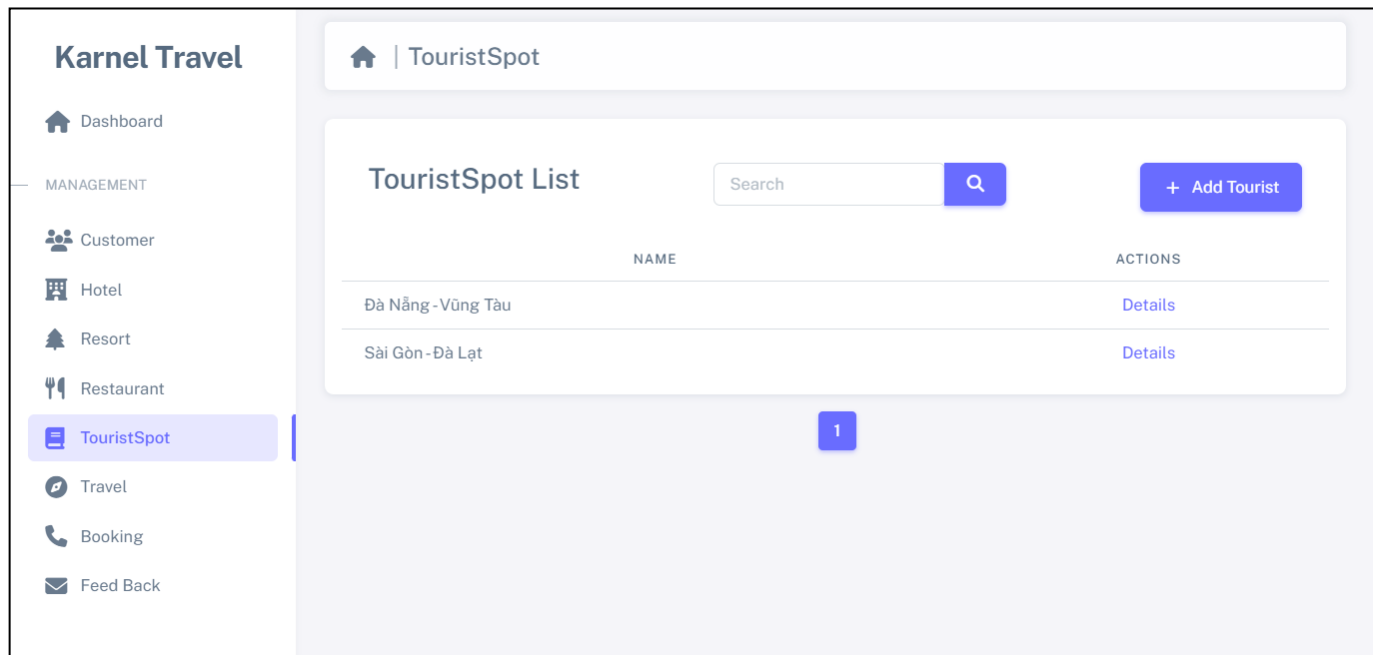 Karnel Travel
Dashboard
MANAGEMENT
Customer
Hotel
Resort
Restaurant
TouristSpot
Travel
Booking
Feed Back
| TouristSpot
TouristSpot List
Search
+ Add Tourist
NAME ACTIONS
Đà Nẵng - Vũng Tàu Details
Sài Gòn - Đà Lạt Details
1